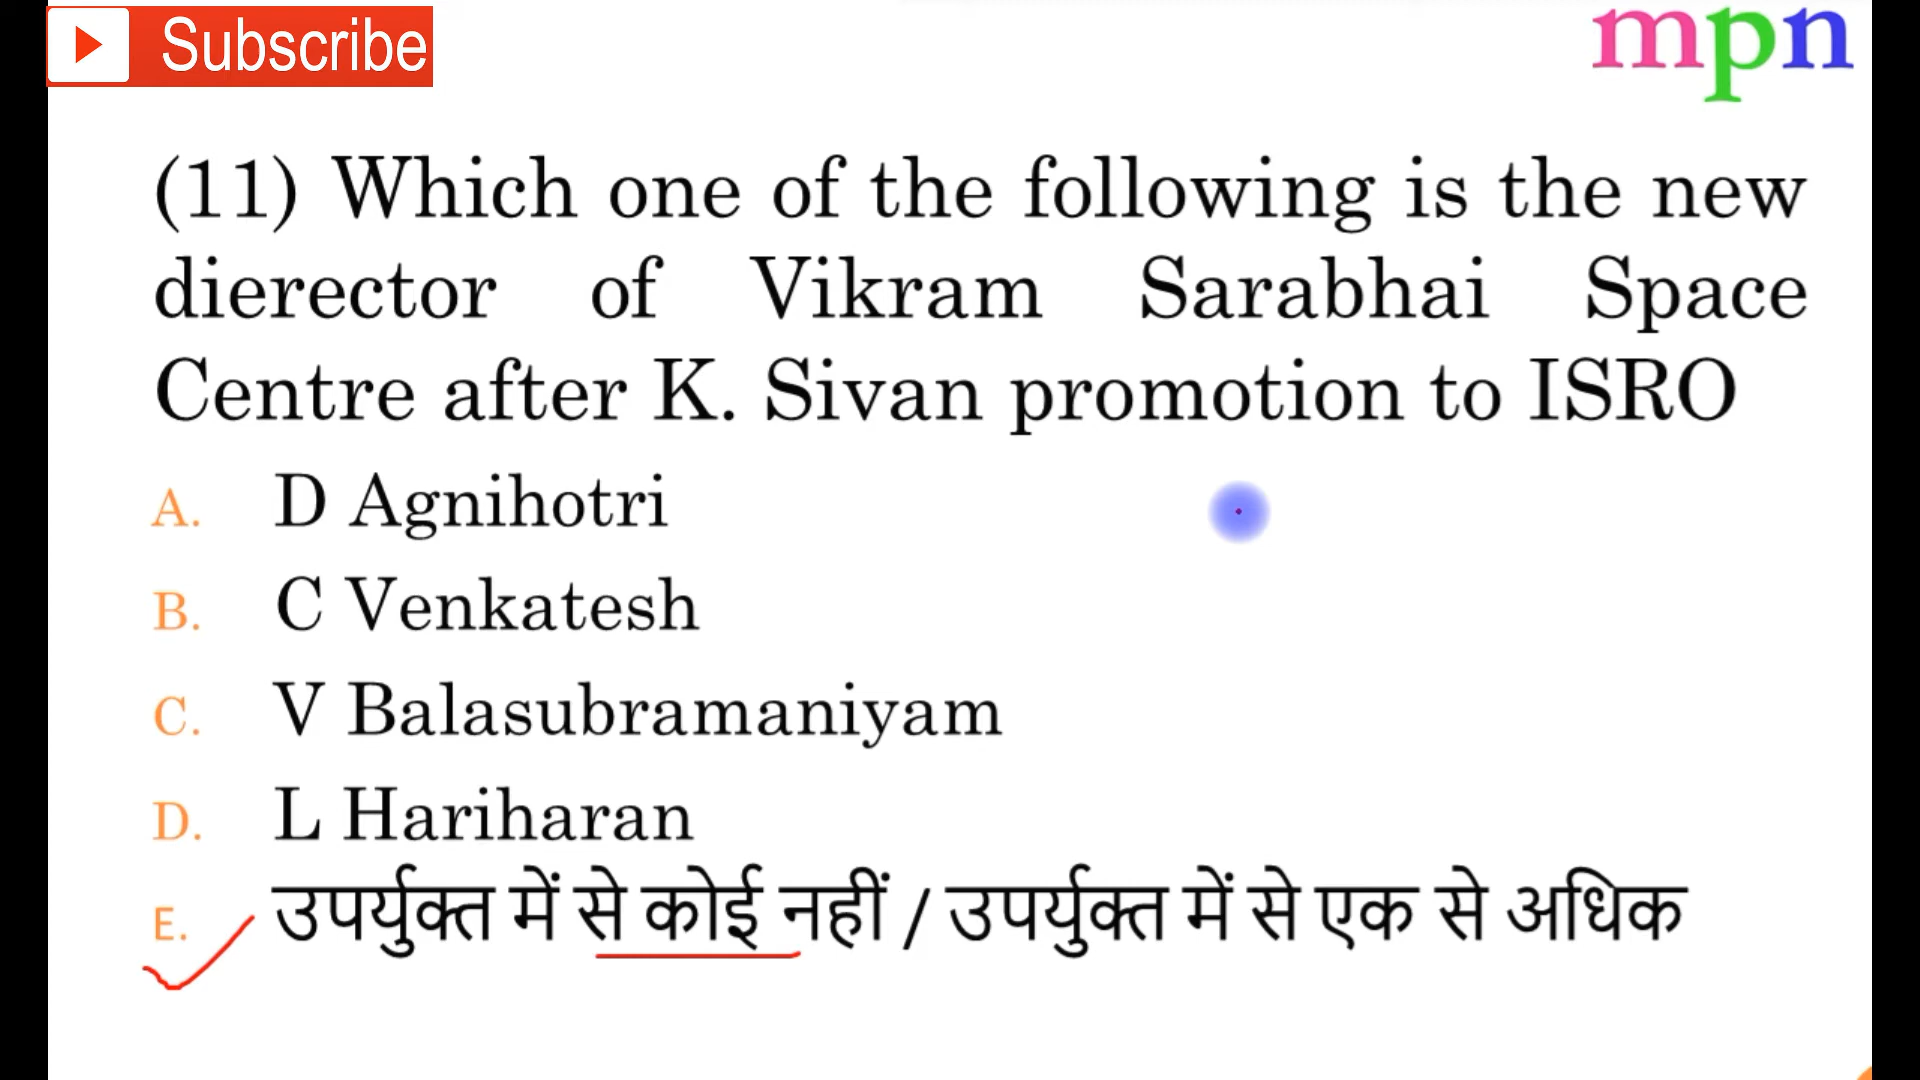 Subscribe
mpn
(11) Which one of the following is the new
dierector of Vikram Sarabhai Space
Centre after K. Sivan promotion to ISRO
A. D Agnihotri
B. C Venkatesh
C. V Balasubramaniyam
D. L Hariharan
E. उपर्युक्त में से कोई नहीं / उपर्युक्त में से एक से अधिक